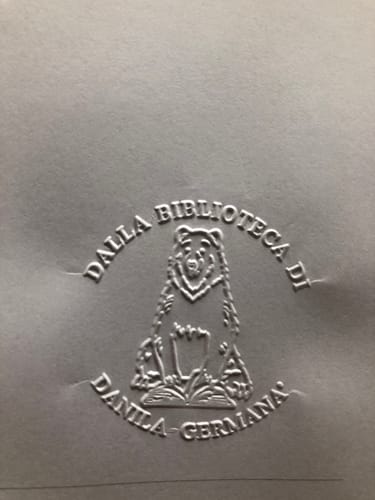 DALLA BIBLIOTECA DI
DANILA GERMANA°